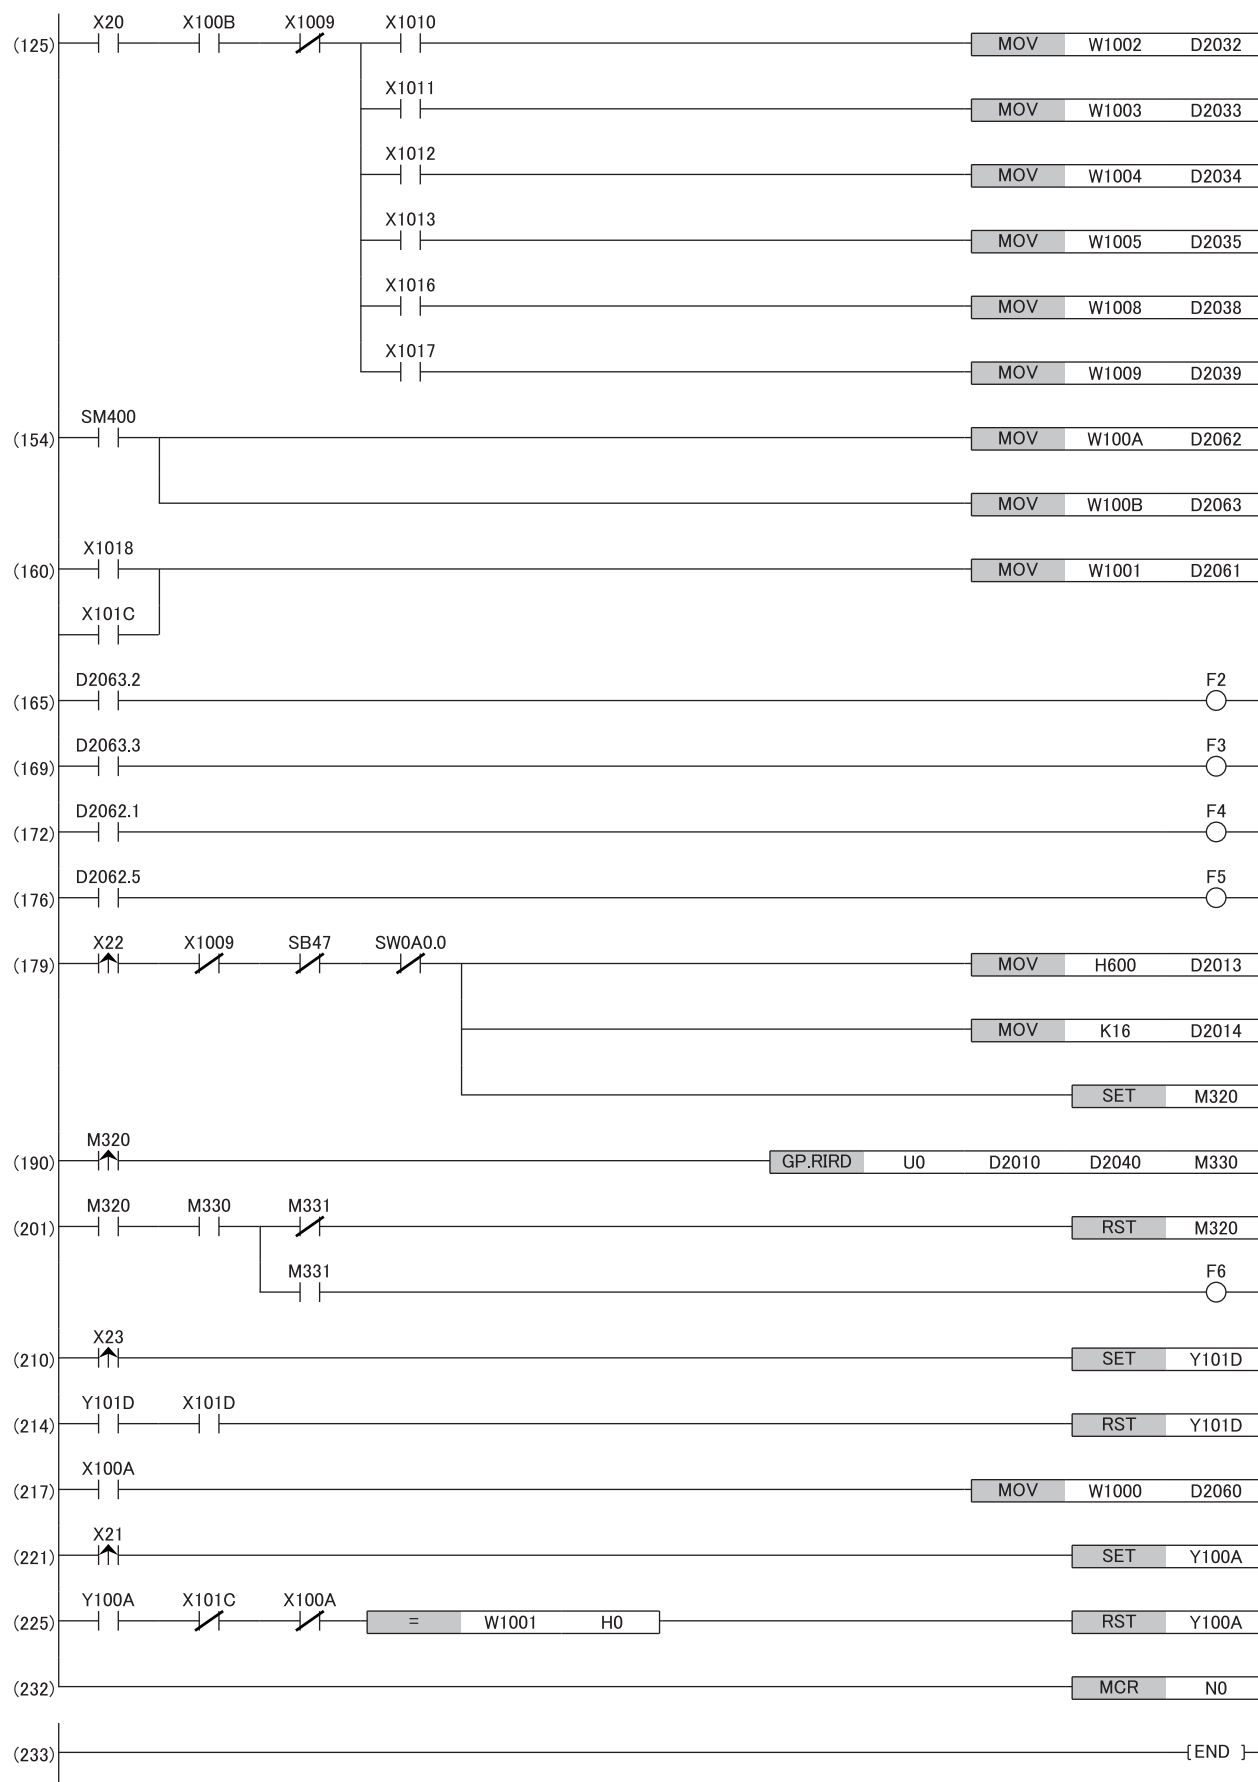 X20 X100B X1009 X1010
(125) MOV W1002 D2032
X1011
MOV W1003 D2033
X1012
MOV W1004 D2034
X1013
MOV W1005 D2035
X1016
MOV W1008 D2038
X1017
MOV W1009 D2039
SM400
(154) MOV W100A D2062
MOV W100B D2063
X1018
(160) MOV W1001 D2061
X101C
D2063.2 F2
(165)
D2063.3 F3
(169)
D2062.1 F4
(172)
D2062.5 F5
(176)
X22 X1009 SB47 SW0A0.0
(179) MOV H600 D2013
MOV K16 D2014
SET M320
M320
(190) GP.RIRD U0 D2010 D2040 M330
M320 M330 M331
(201) RST M320
M331 F6
X23
(210) SET Y101D
Y101D X101D
(214) RST Y101D
X100A
(217) MOV W1000 D2060
X21
(221) SET Y100A
Y100A X101C X100A
(225) = W1001 H0 RST Y100A
(232) MCR N0
(233) [END ]